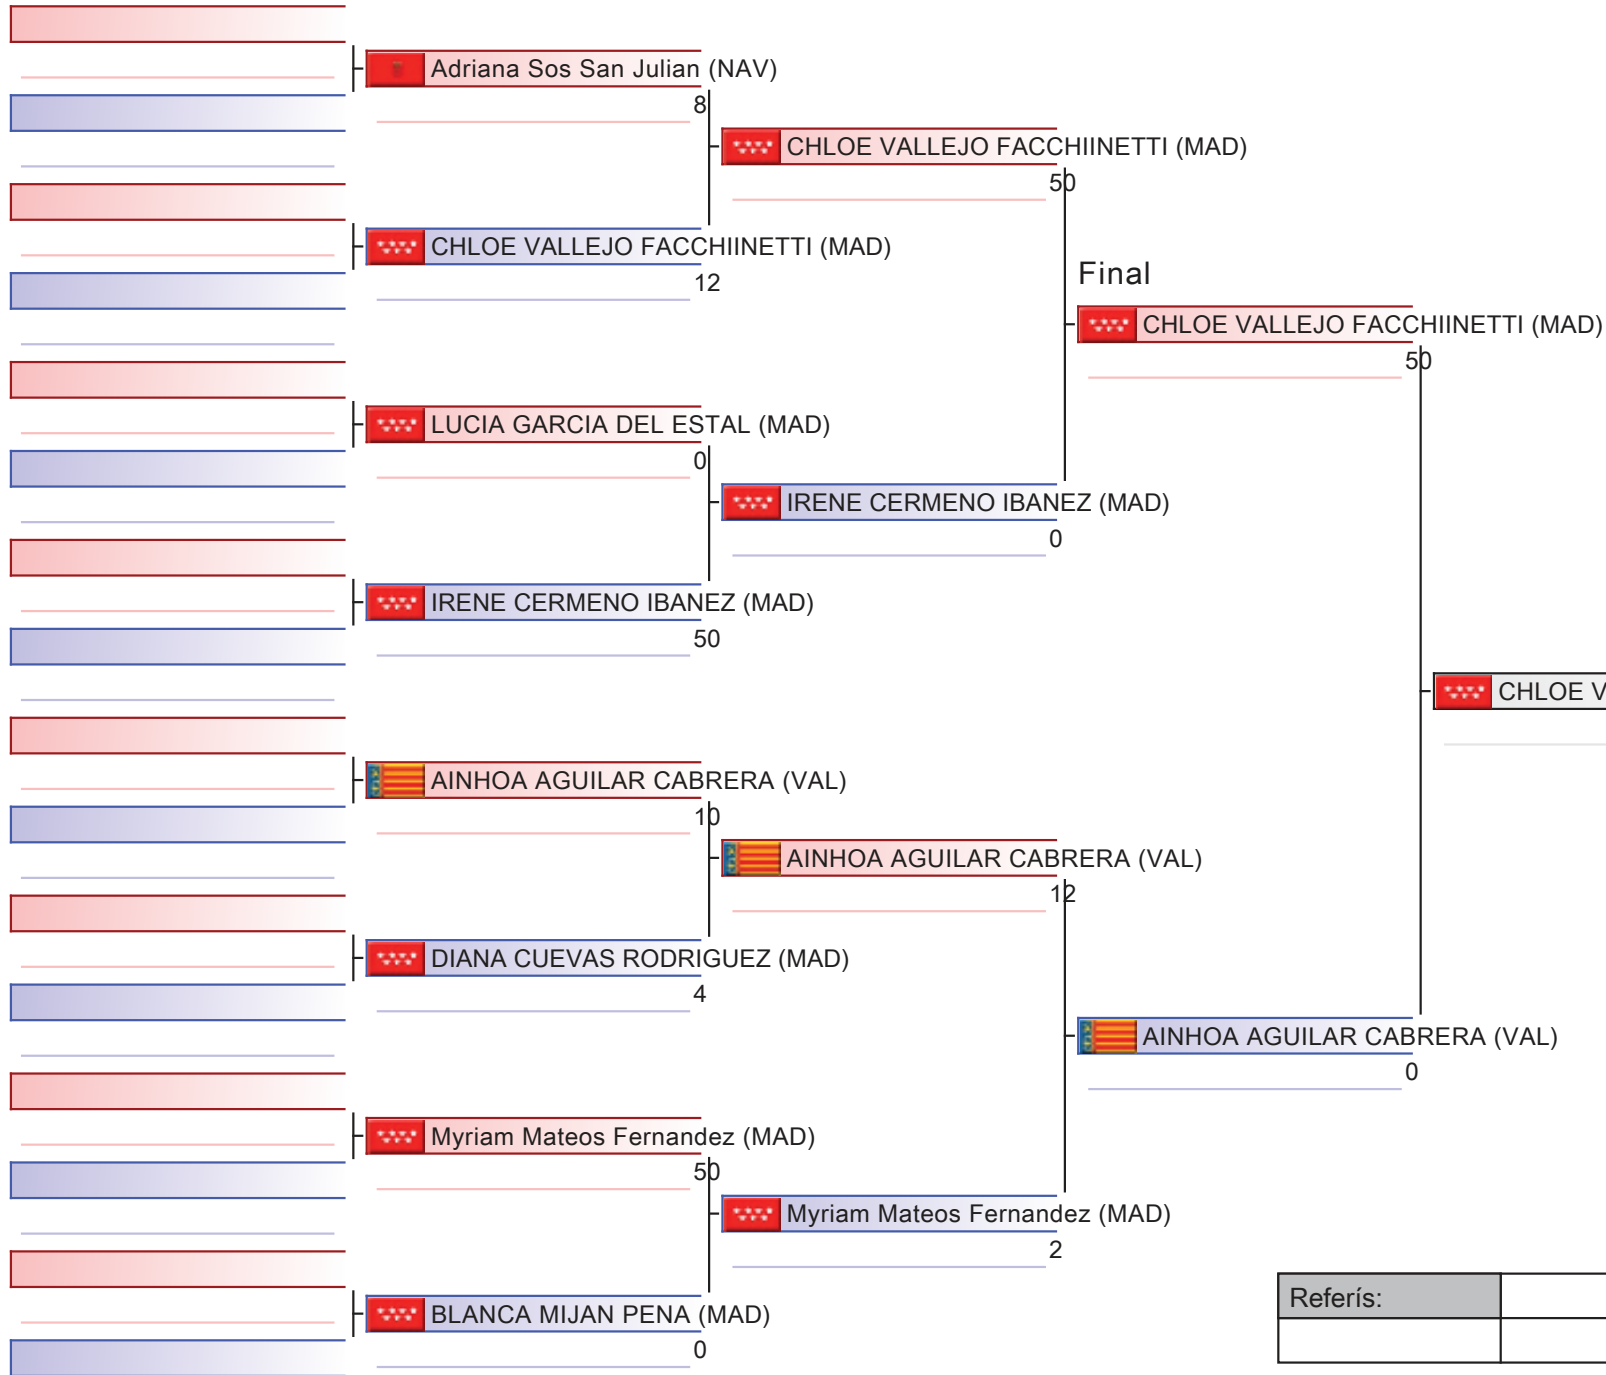 Adriana Sos San Julian (NAV)
8
CHLOE VALLEJO FACCHIINETTI (MAD)
50
CHLOE VALLEJO FACCHIINETTI (MAD)
12
Final
CHLOE VALLEJO FACCHIINETTI (MAD)
50
LUCIA GARCIA DEL ESTAL (MAD)
0
IRENE CERMENO IBANEZ (MAD)
0
IRENE CERMENO IBANEZ (MAD)
50
CHLOE V
AINHOA AGUILAR CABRERA (VAL)
10
AINHOA AGUILAR CABRERA (VAL)
12
DIANA CUEVAS RODRIGUEZ (MAD)
4
AINHOA AGUILAR CABRERA (VAL)
0
Myriam Mateos Fernandez (MAD)
50
Myriam Mateos Fernandez (MAD)
2
BLANCA MIJAN PENA (MAD)
0
Referís: